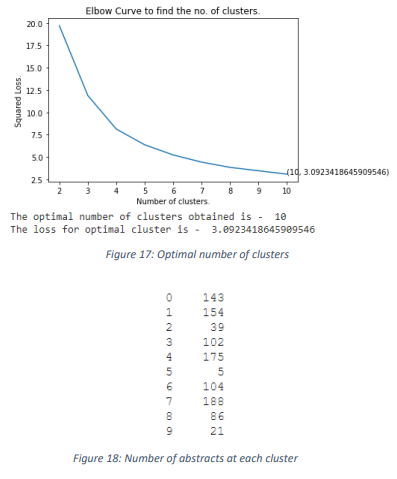 Elbow Curve to find the no. of clusters.
20.0
17.5
15.0
12.5
10.0
7.5
5.0
2.5
Squared Loss.
(10, 3.0923418645909546)
2 3 4 5 6 7 8 9 10
Number of clusters.
The optimal number of clusters obtained is - 10
The loss for optimal cluster is - 3.0923418645909546
Figure 17: Optimal number of clusters
0 143
1 154
2 39
3 102
4 175
5 5
6 104
7 188
8 86
9 21
Figure 18: Number of abstracts at each cluster